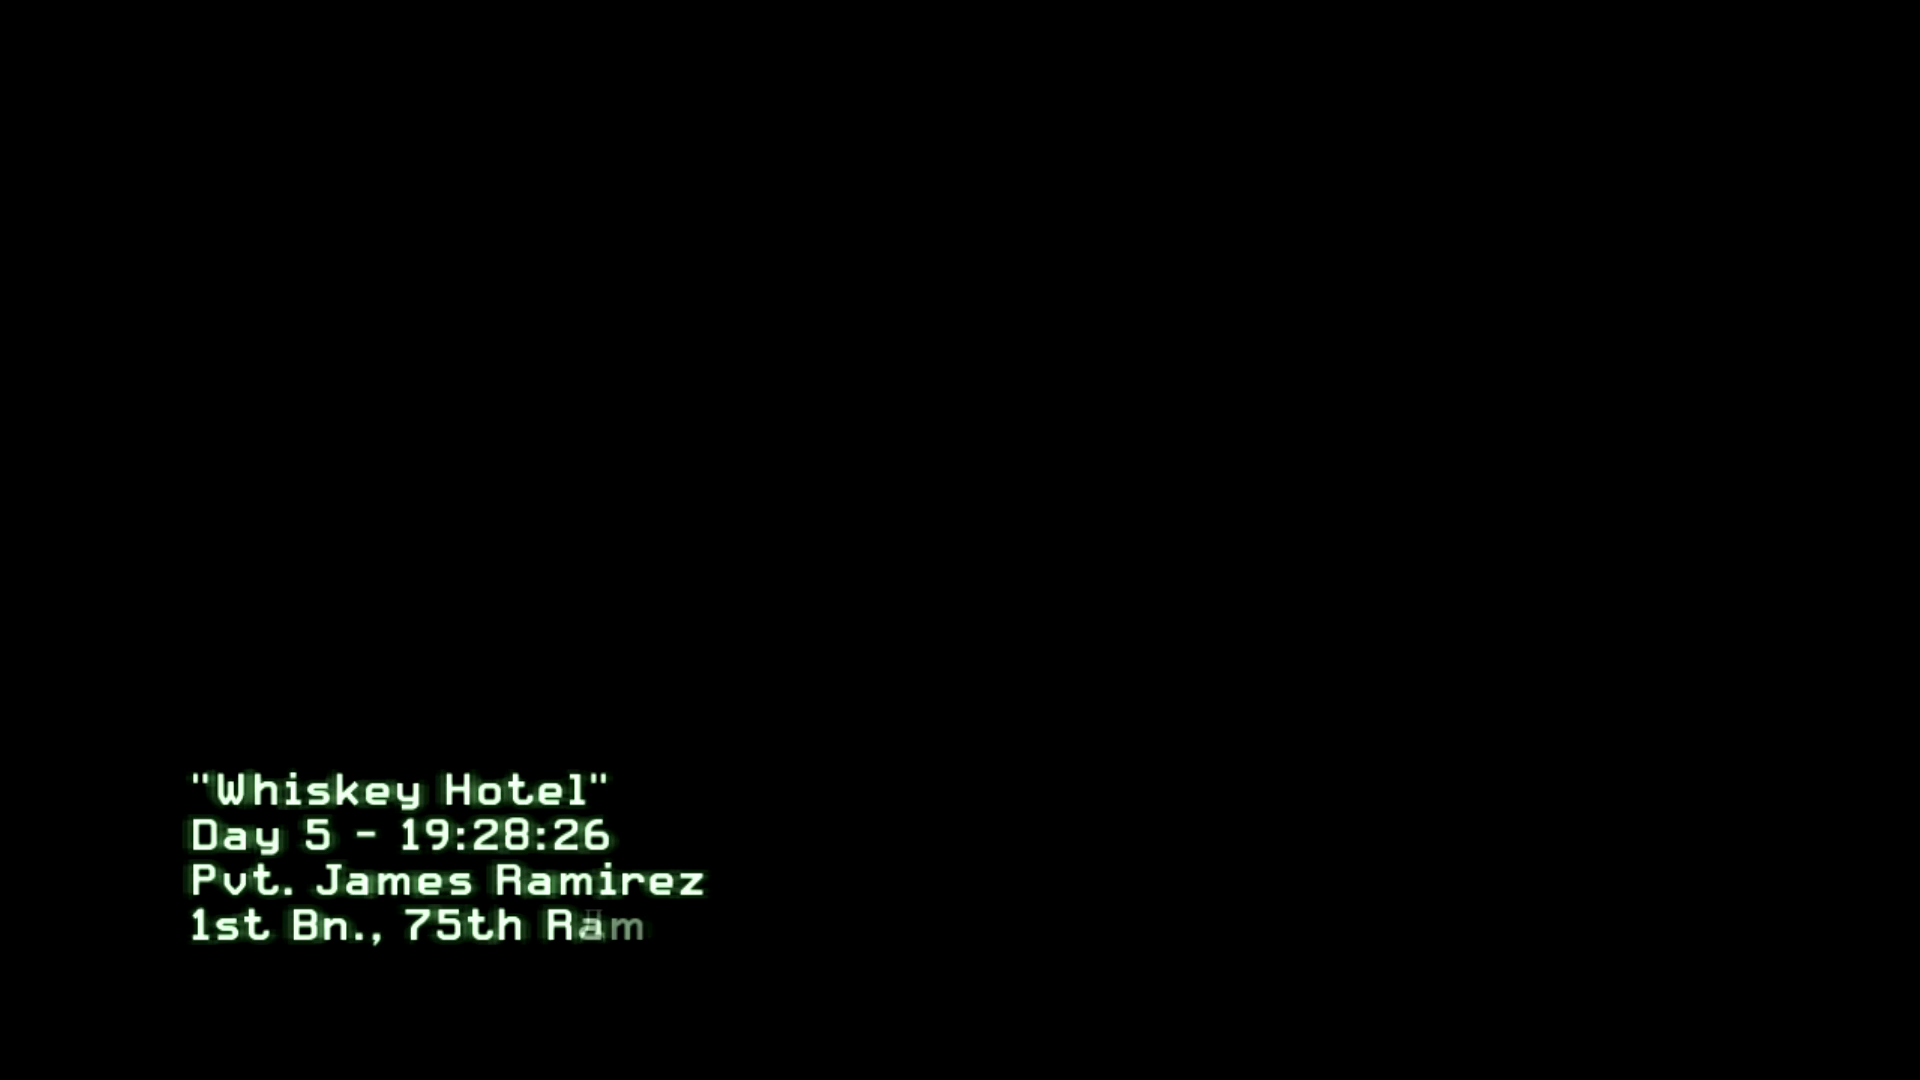 "Whiskey Hotel"
Day 5 - 19:28:26
Pvt. James Ramirez
1st Bn., 75th